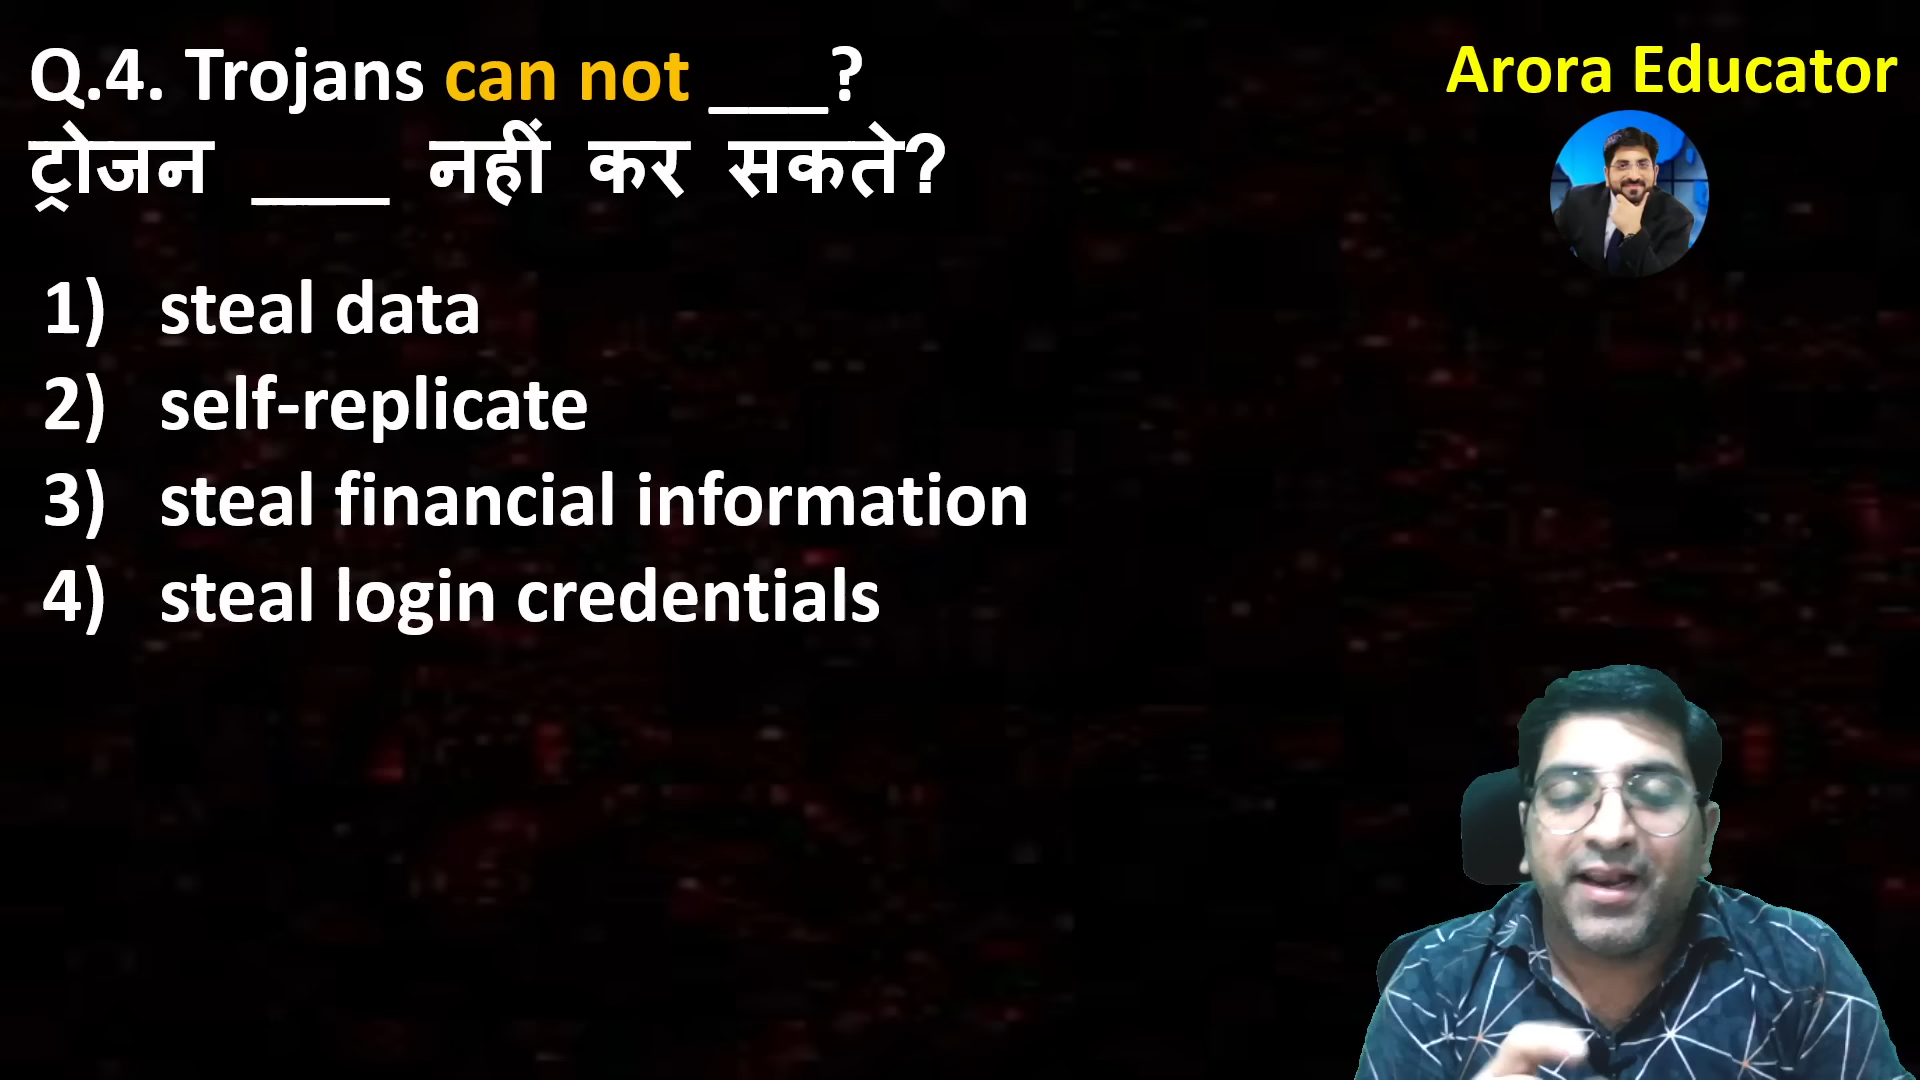 Q.4. Trojans can not ___?
Arora Educator
ट्रोजन ____ नहीं कर सकते?
1) steal data
2) self-replicate
3) steal financial information
4) steal login credentials